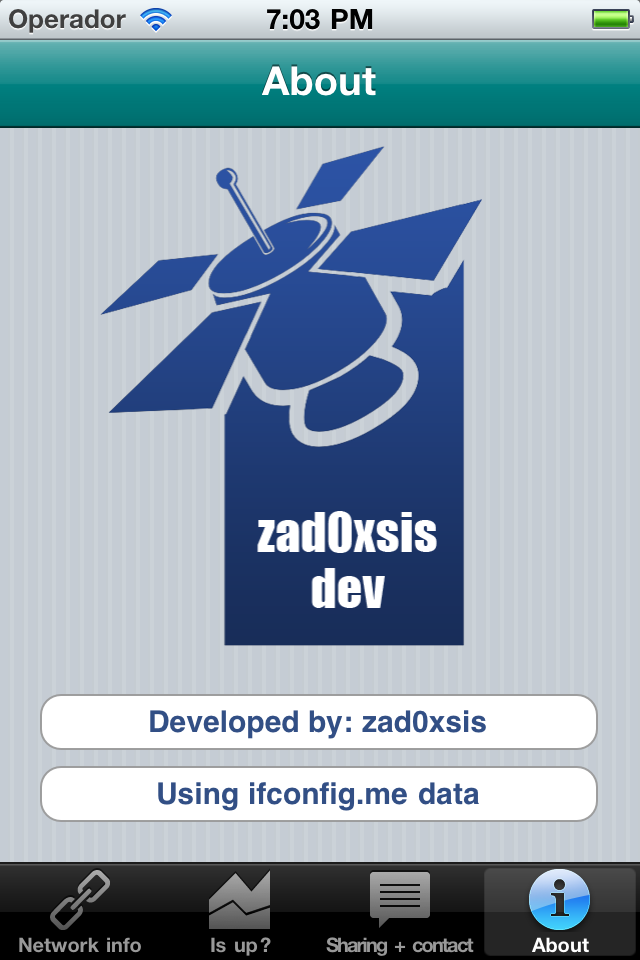 Operador 7:03 PM
About
zad0xsis
dev
Developed by: zad0xsis
Using ifconfig.me data
Network info Is up? Sharing + contact About